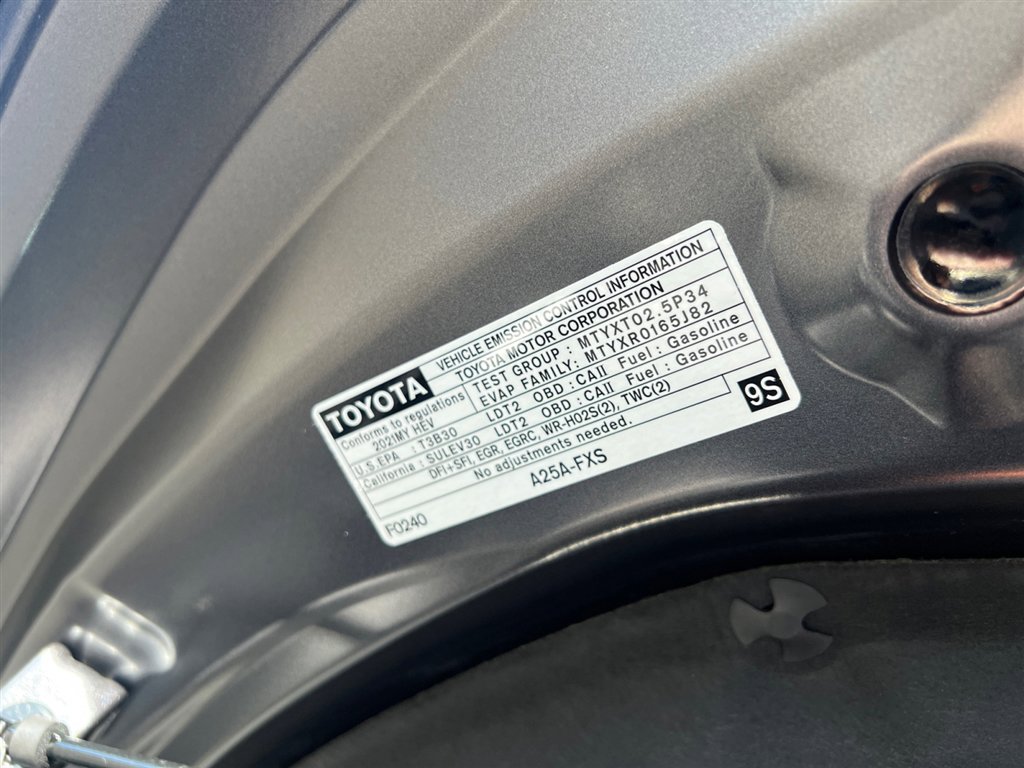 TOYOTA
VEHICLE EMISSION CONTROL INFORMATION
TOYOTA MOTOR CORPORATION
Conforms to regulations
2021MY HEV
TEST GROUP : MTYXT02.5P34
EVAP FAMILY: MTYXR0165J82
U.S.EPA : T3B30 LDT2 OBD : CAII Fuel : Gasoline
California : SULEV30 LDT2 OBD : CAII Fuel : Gasoline
DFI+SFI, EGR, EGRC, WR-HO2S(2), TWC(2)
No adjustments needed.
9S
F0240 A25A-FXS